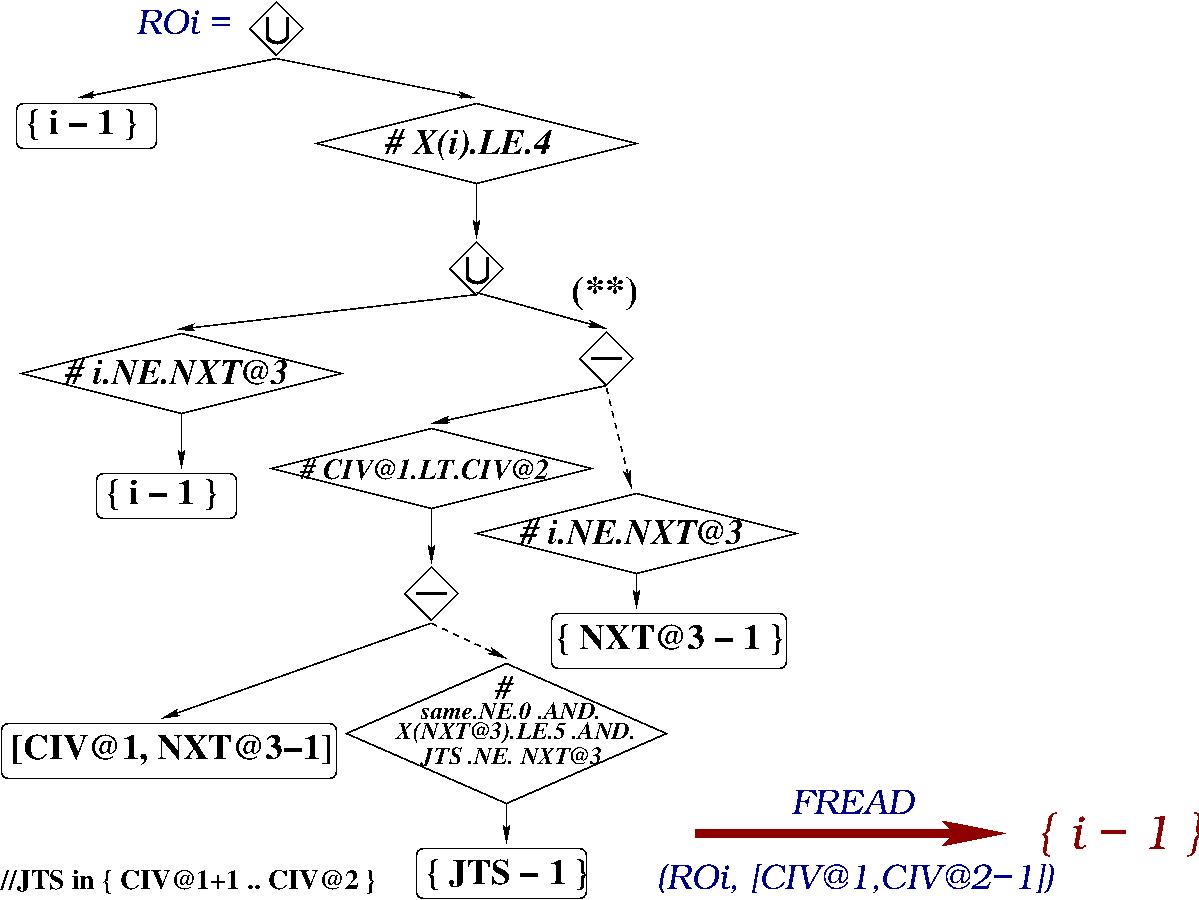 ROi = ∪
{ i – 1 }
# X(i).LE.4
∪
(**)
# i.NE.NXT@3
–
{ i – 1 }
# CIV@1.LT.CIV@2
# i.NE.NXT@3
–
{ NXT@3 – 1 }
#
same.NE.0 .AND.
X(NXT@3).LE.5 .AND.
JTS .NE. NXT@3
[CIV@1, NXT@3–1]
FREAD
{ i – 1 }
//JTS in { CIV@1+1 .. CIV@2 }
{ JTS – 1 }
(ROi, [CIV@1,CIV@2–1])